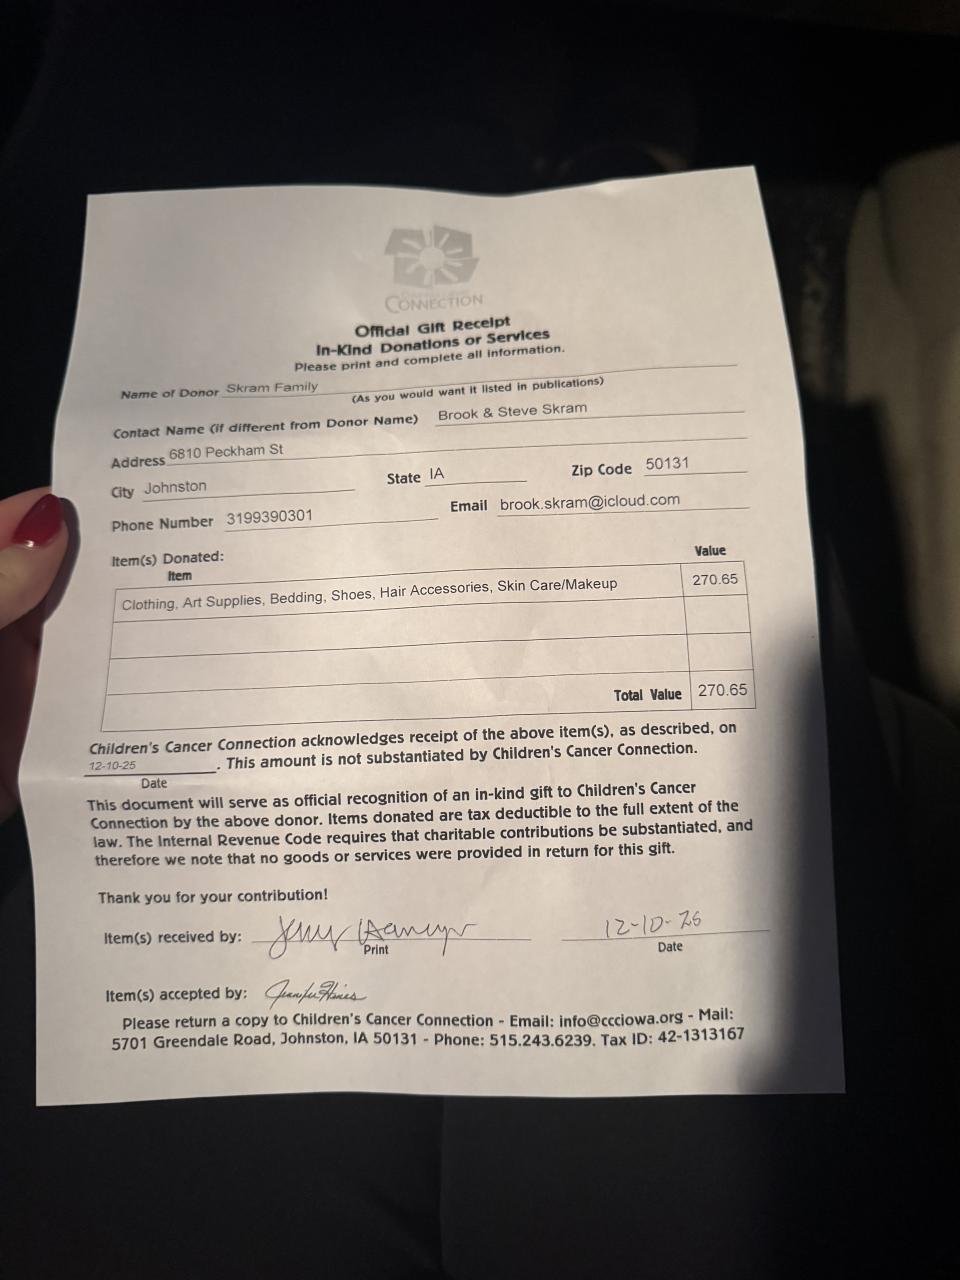 CONNECTION
Official Gift Receipt
In-Kind Donations or Services
Please print and complete all information.
Name of Donor Skram Family
(As you would want it listed in publications)
Contact Name (if different from Donor Name) Brook & Steve Skram
Address 6810 Peckham St
City Johnston State IA Zip Code 50131
Phone Number 3199390301 Email brook.skram@icloud.com
Item(s) Donated:
Item Value
Clothing, Art Supplies, Bedding, Shoes, Hair Accessories, Skin Care/Makeup 270.65
Total Value 270.65
Children's Cancer Connection acknowledges receipt of the above item(s), as described, on
12-10-25 . This amount is not substantiated by Children's Cancer Connection.
Date
This document will serve as official recognition of an in-kind gift to Children's Cancer
Connection by the above donor. Items donated are tax deductible to the full extent of the
law. The Internal Revenue Code requires that charitable contributions be substantiated, and
therefore we note that no goods or services were provided in return for this gift.
Thank you for your contribution!
Item(s) received by: 12-10-25
Print Date
Item(s) accepted by: Jennifer Hines
Please return a copy to Children's Cancer Connection - Email: info@ccciowa.org - Mail:
5701 Greendale Road, Johnston, IA 50131 - Phone: 515.243.6239. Tax ID: 42-1313167